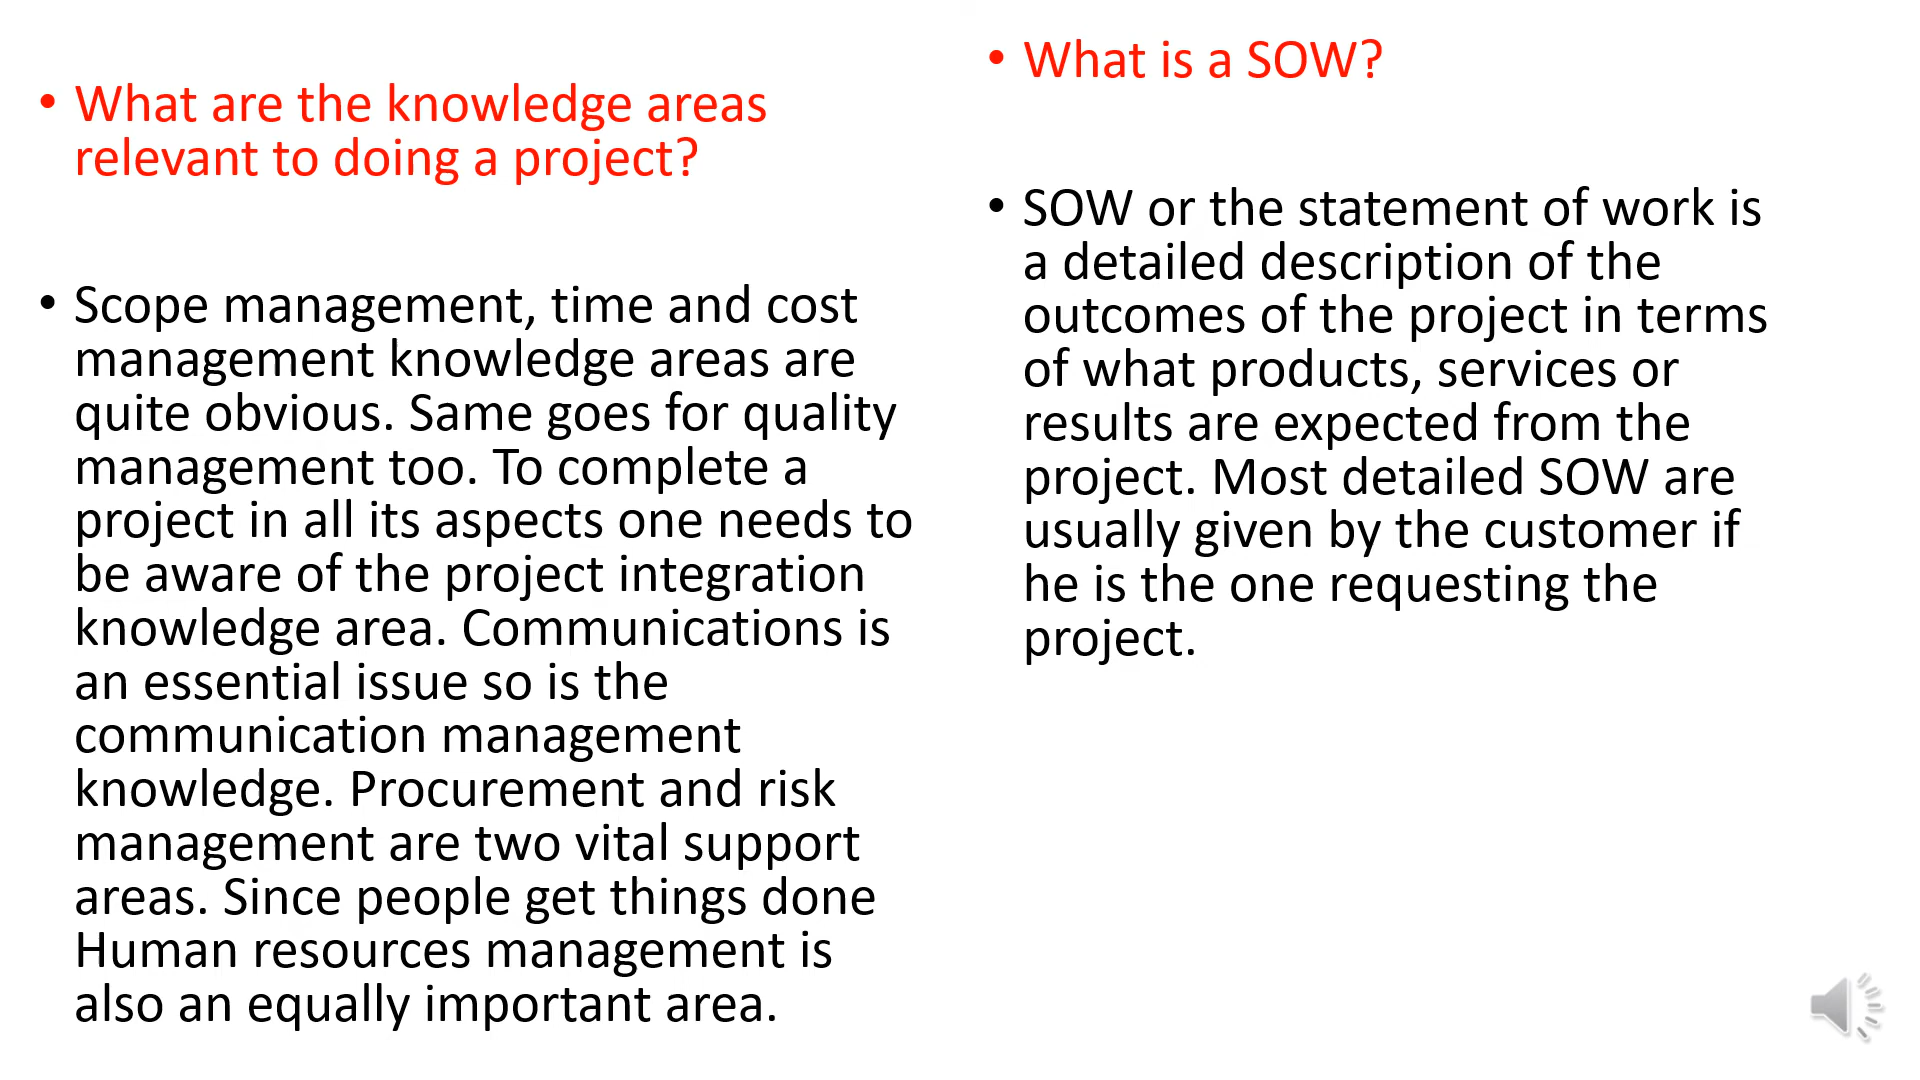 • What are the knowledge areas
relevant to doing a project?
• Scope management, time and cost
management knowledge areas are
quite obvious. Same goes for quality
management too. To complete a
project in all its aspects one needs to
be aware of the project integration
knowledge area. Communications is
an essential issue so is the
communication management
knowledge. Procurement and risk
management are two vital support
areas. Since people get things done
Human resources management is
also an equally important area.
• What is a SOW?
• SOW or the statement of work is
a detailed description of the
outcomes of the project in terms
of what products, services or
results are expected from the
project. Most detailed SOW are
usually given by the customer if
he is the one requesting the
project.